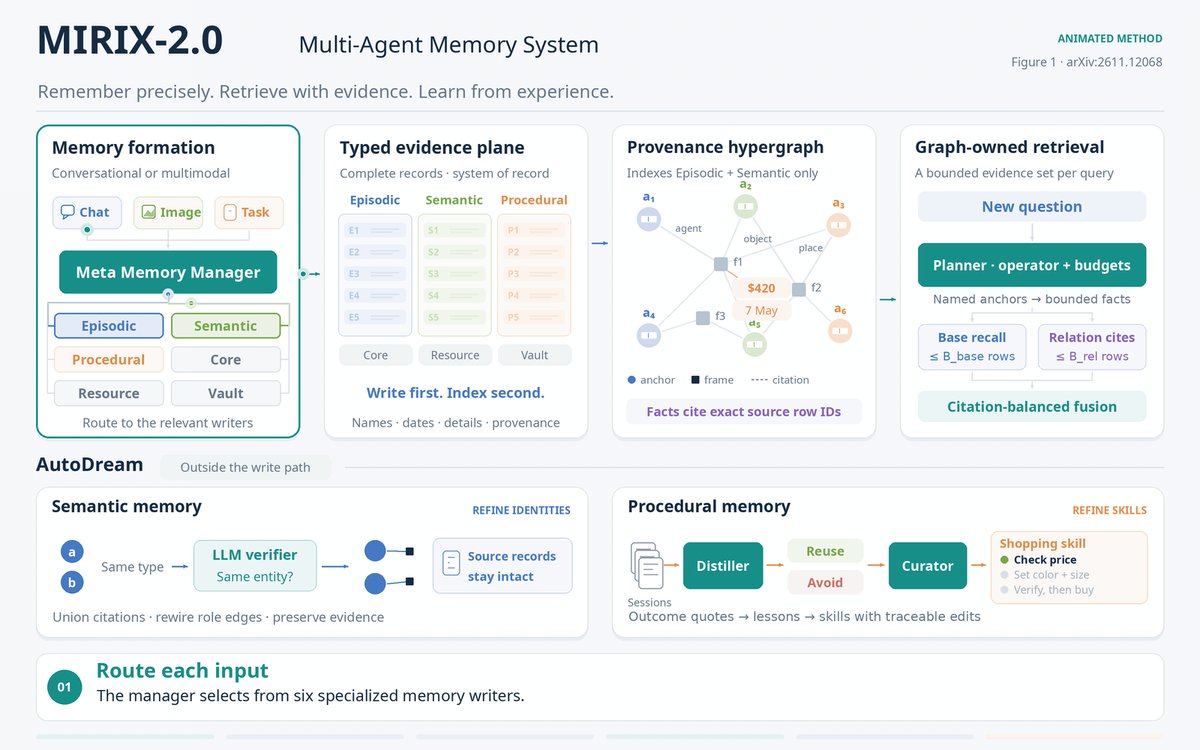 MIRIX-2.0
Multi-Agent Memory System
ANIMATED METHOD
Figure 1 · arXiv:2611.12068
Remember precisely. Retrieve with evidence. Learn from experience.
Memory formation
Conversational or multimodal
Chat
Image
Task
Meta Memory Manager
Episodic
Semantic
Procedural
Core
Resource
Vault
Route to the relevant writers
Typed evidence plane
Complete records · system of record
Episodic Semantic Procedural
E1 S1 P1
E2 S2 P2
E3 S3 P3
E4 S4 P4
E5 S5 P5
Core
Resource
Vault
Write first. Index second.
Names · dates · details · provenance
Provenance hypergraph
Indexes Episodic + Semantic only
a₁
a₂
a₃
agent
object
place
f1
$420
f2
7 May
f3
a₄
a₅
a₆
anchor
frame
citation
Facts cite exact source row IDs
Graph-owned retrieval
A bounded evidence set per query
New question
Planner · operator + budgets
Named anchors → bounded facts
Base recall
≤ B_base rows
Relation cites
≤ B_rel rows
Citation-balanced fusion
AutoDream
Outside the write path
Semantic memory
REFINE IDENTITIES
a
b
Same type
LLM verifier
Same entity?
Source records
stay intact
Union citations · rewire role edges · preserve evidence
Procedural memory
REFINE SKILLS
Sessions
Distiller
Reuse
Avoid
Curator
Shopping skill
Check price
Set color + size
Verify, then buy
Outcome quotes → lessons → skills with traceable edits
01
Route each input
The manager selects from six specialized memory writers.